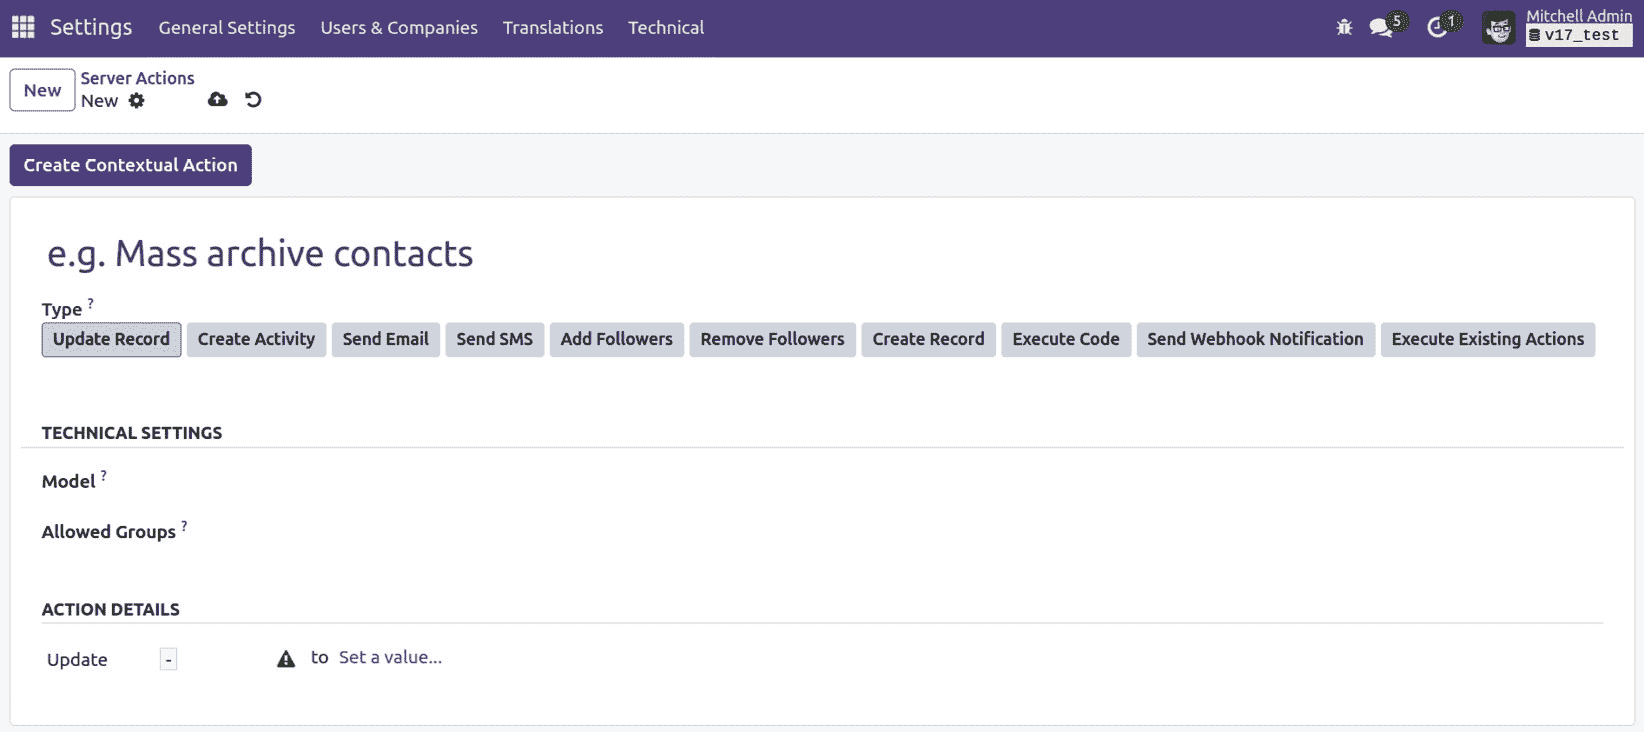 Settings General Settings Users & Companies Translations Technical 5 1 Mitchell Admin
v17_test
New Server Actions
New
Create Contextual Action
e.g. Mass archive contacts
Type ?
Update Record Create Activity Send Email Send SMS Add Followers Remove Followers Create Record Execute Code Send Webhook Notification Execute Existing Actions
TECHNICAL SETTINGS
Model ?
Allowed Groups ?
ACTION DETAILS
Update - to Set a value...